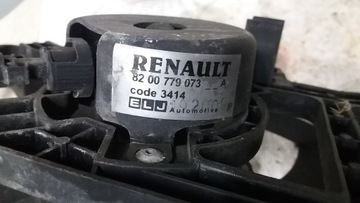 RENAULT
82 00 779 073 A
code 3414
ELJ
Automotive